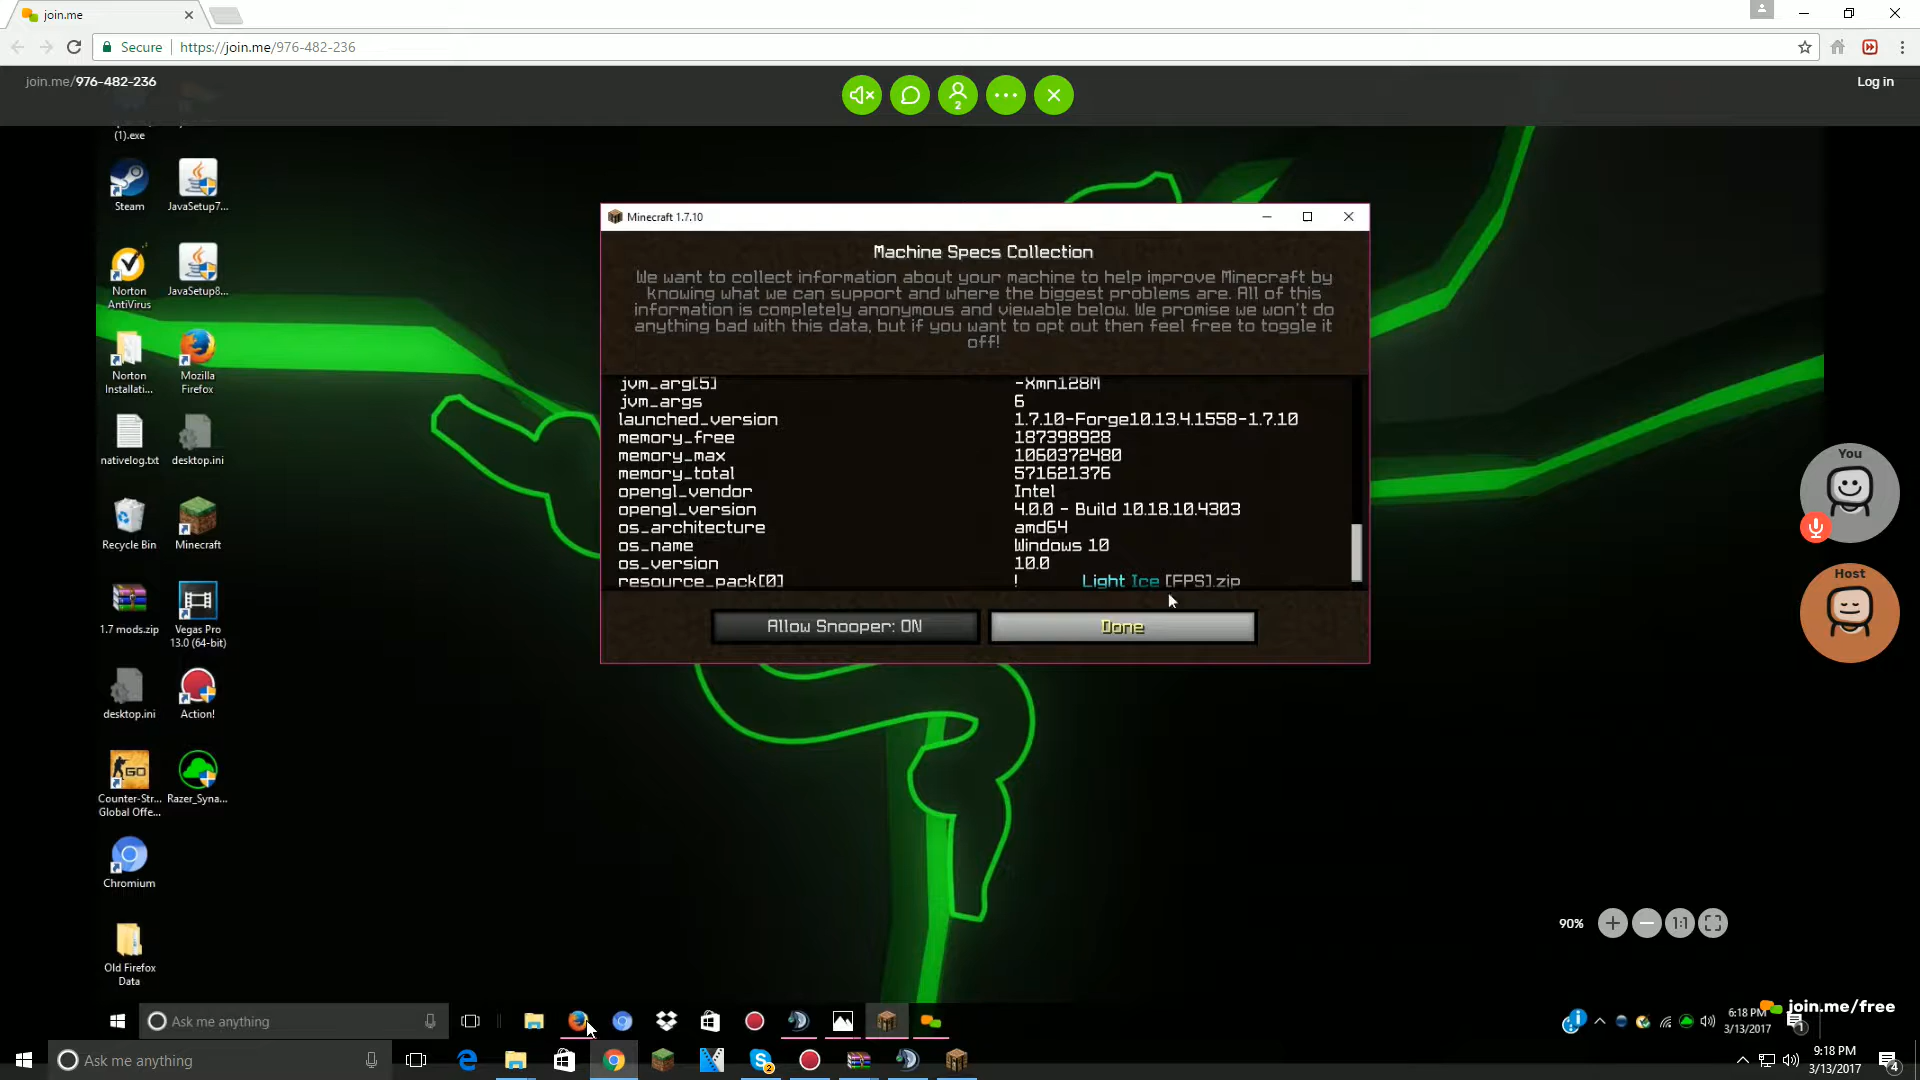 join.me
Secure https://join.me/976-482-236
join.me/976-482-236
2
Log in
(1).exe
Steam
JavaSetup7...
Norton
AntiVirus
JavaSetup8...
Norton
Installati...
Mozilla
Firefox
nativelog.txt
desktop.ini
Recycle Bin
Minecraft
1.7 mods.zip
Vegas Pro
13.0 (64-bit)
desktop.ini
Action!
GO
Counter-Str...
Global Offe...
Razer_Syna...
Chromium
Old Firefox
Data
Minecraft 1.7.10
Machine Specs Collection
We want to collect information about your machine to help improve Minecraft by
knowing what we can support and where the biggest problems are. All of this
information is completely anonymous and viewable below. We promise we won't do
anything bad with this data, but if you want to opt out then feel free to toggle it
off!
jvm_arg[5] -Xmn128M
jvm_args 6
launched_version 1.7.10-Forge10.13.4.1558-1.7.10
memory_free 187398928
memory_max 1060372480
memory_total 571621376
opengl_vendor Intel
opengl_version 4.0.0 - Build 10.18.10.4303
os_architecture amd64
os_name Windows 10
os_version 10.0
resource_pack[0] ! Light Ice [FPS].zip
Allow Snooper: ON
Done
You
Host
90%
1:1
join.me/free
Ask me anything
6:18 PM
3/13/2017
1
Ask me anything
2
9:18 PM
3/13/2017
4